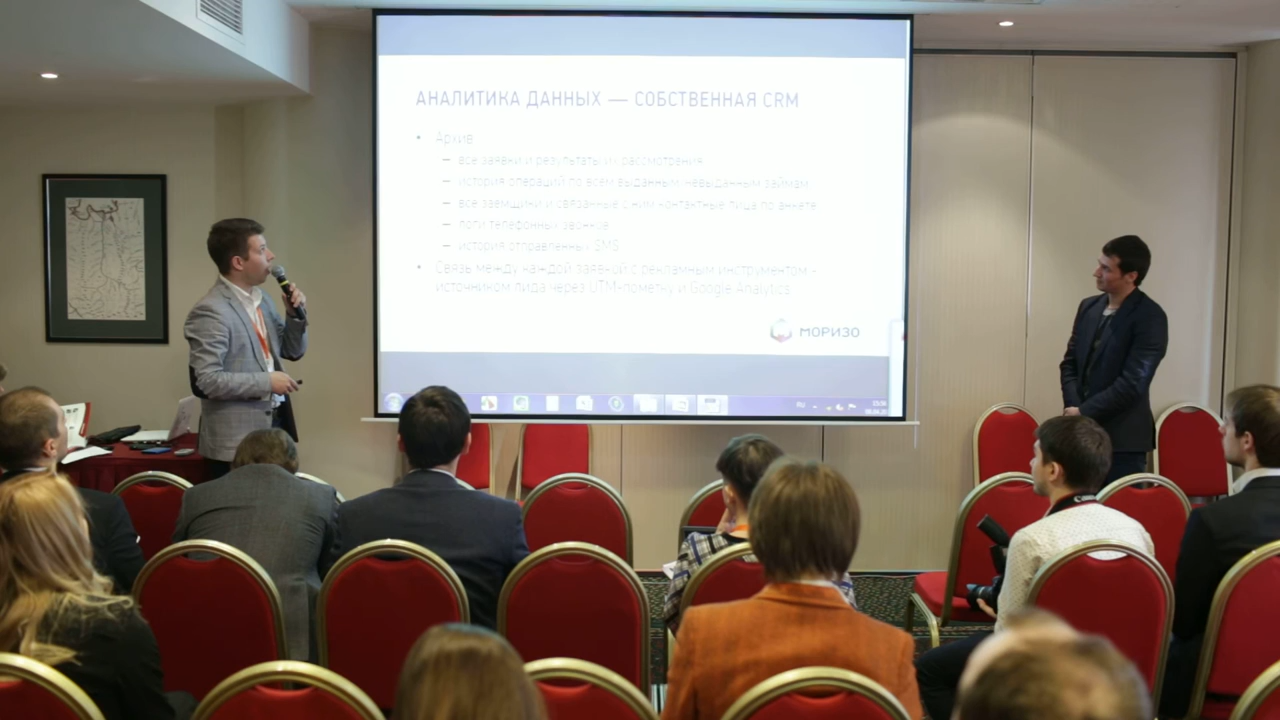 АНАЛИТИКА ДАННЫХ — СОБСТВЕННАЯ CRM
• Архив
– все заявки и результаты их рассмотрения
– история операций по всем выданным/невыданным займам
– все заемщики и связанные с ним контактные лица по анкете
– логи телефонных звонков
– история отправленных SMS
• Связь между каждой заявкой с рекламным инструментом –
источником лида через UTM-пометку и Google Analytics
МОРИЗО
RU